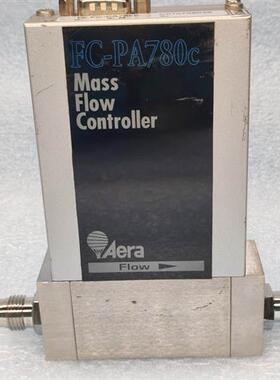 FC-PA780c
Mass
Flow
Controller
Aera
Flow